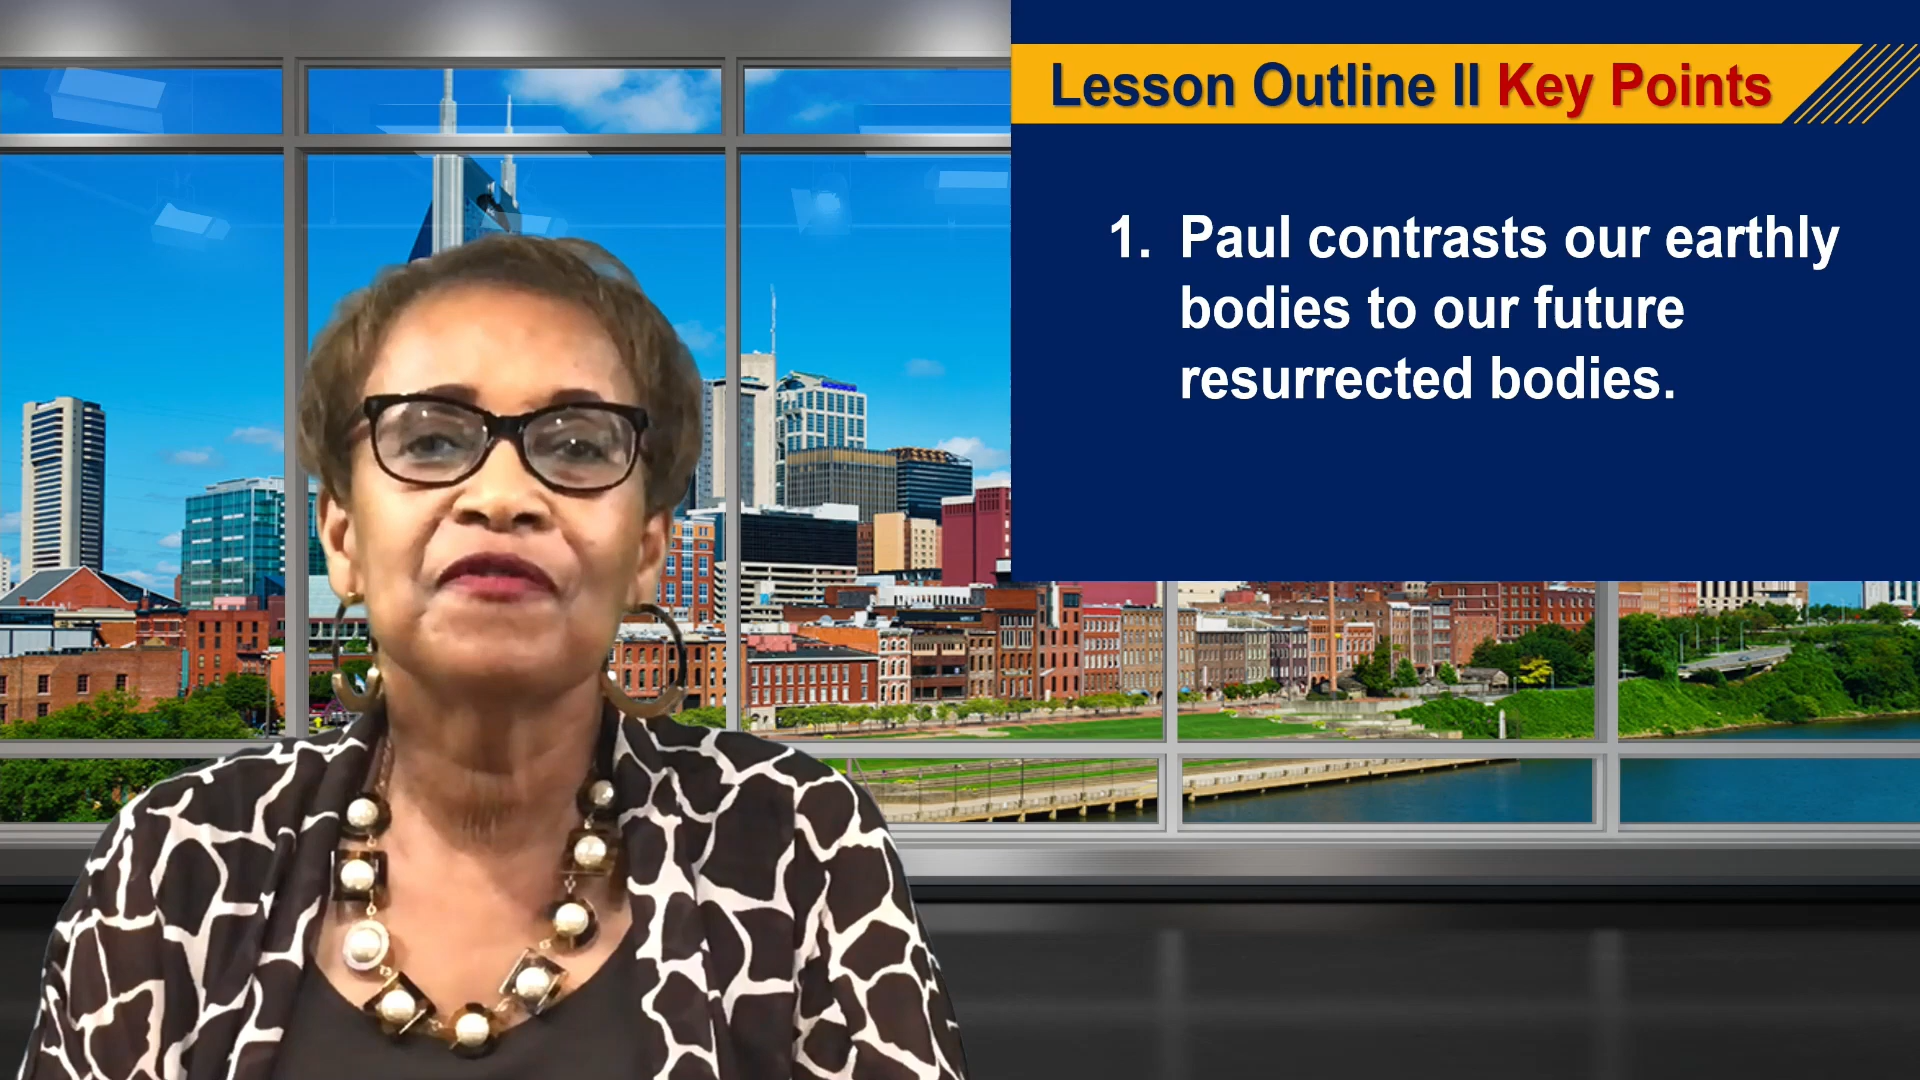 Lesson Outline II Key Points
1. Paul contrasts our earthly
bodies to our future
resurrected bodies.